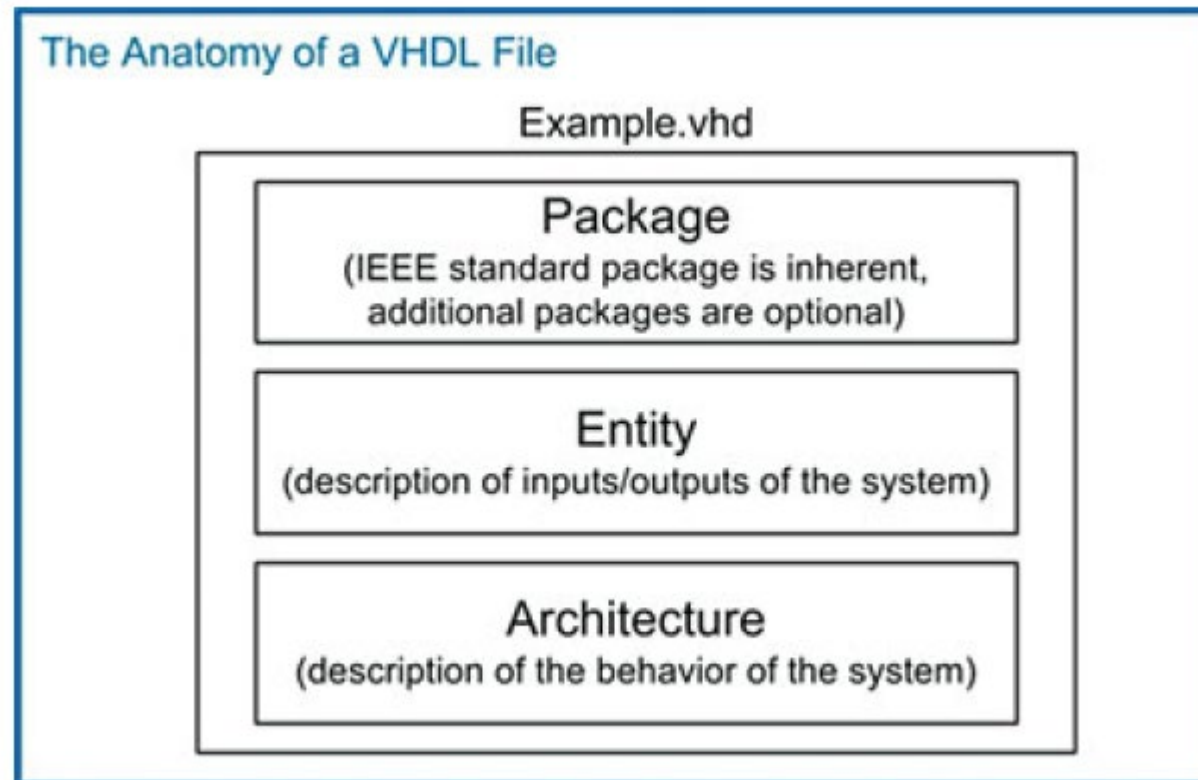 The Anatomy of a VHDL File
Example.vhd
Package
(IEEE standard package is inherent,
additional packages are optional)
Entity
(description of inputs/outputs of the system)
Architecture
(description of the behavior of the system)